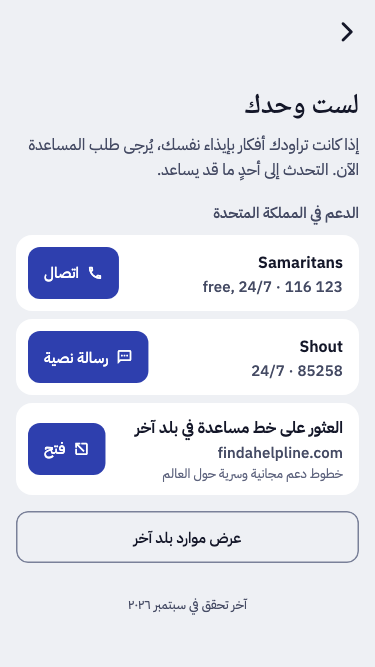 لست وحدك
إذا كانت تراودك أفكار بإيذاء نفسك، يُرجى طلب المساعدة
الآن. التحدث إلى أحدٍ ما قد يساعد.
الدعم في المملكة المتحدة
Samaritans
free, 24/7 · 116 123
اتصال
Shout
24/7 · 85258
رسالة نصية
العثور على خط مساعدة في بلد آخر
findahelpline.com
خطوط دعم مجانية وسرية حول العالم
فتح
عرض موارد بلد آخر
آخر تحقق في سبتمبر ٢٠٢٦